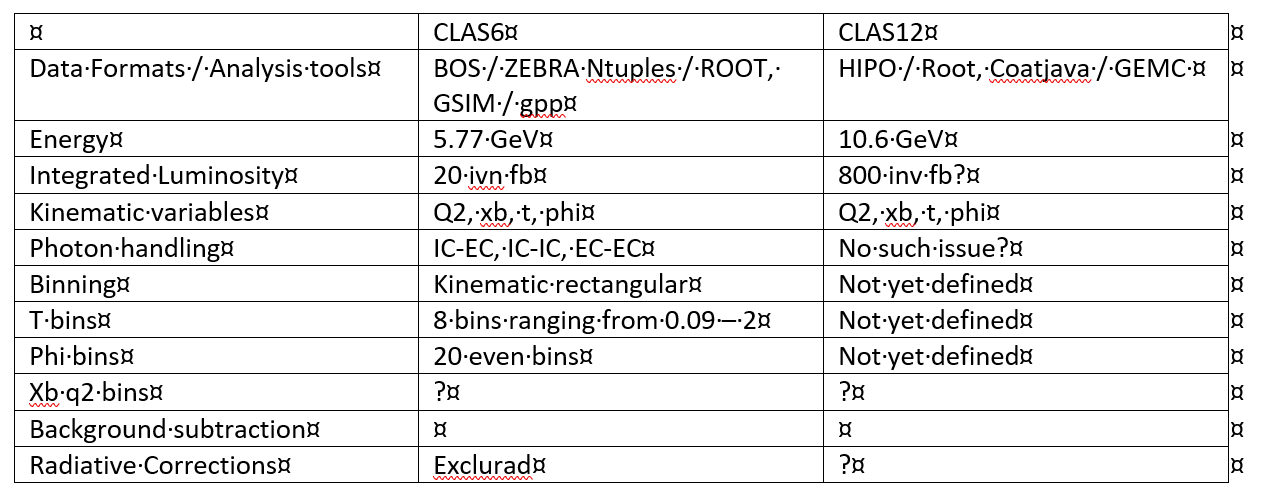 CLAS6 CLAS12
Data Formats / Analysis tools BOS / ZEBRA Ntuples / ROOT, HIPO / Root, Coatjava / GEMC
GSIM / gpp
Energy 5.77 GeV 10.6 GeV
Integrated Luminosity 20 ivn fb 800 inv fb?
Kinematic variables Q2, xb, t, phi Q2, xb, t, phi
Photon handling IC-EC, IC-IC, EC-EC No such issue?
Binning Kinematic rectangular Not yet defined
T bins 8 bins ranging from 0.09 – 2 Not yet defined
Phi bins 20 even bins Not yet defined
Xb q2 bins ? ?
Background subtraction
Radiative Corrections Exclurad ?